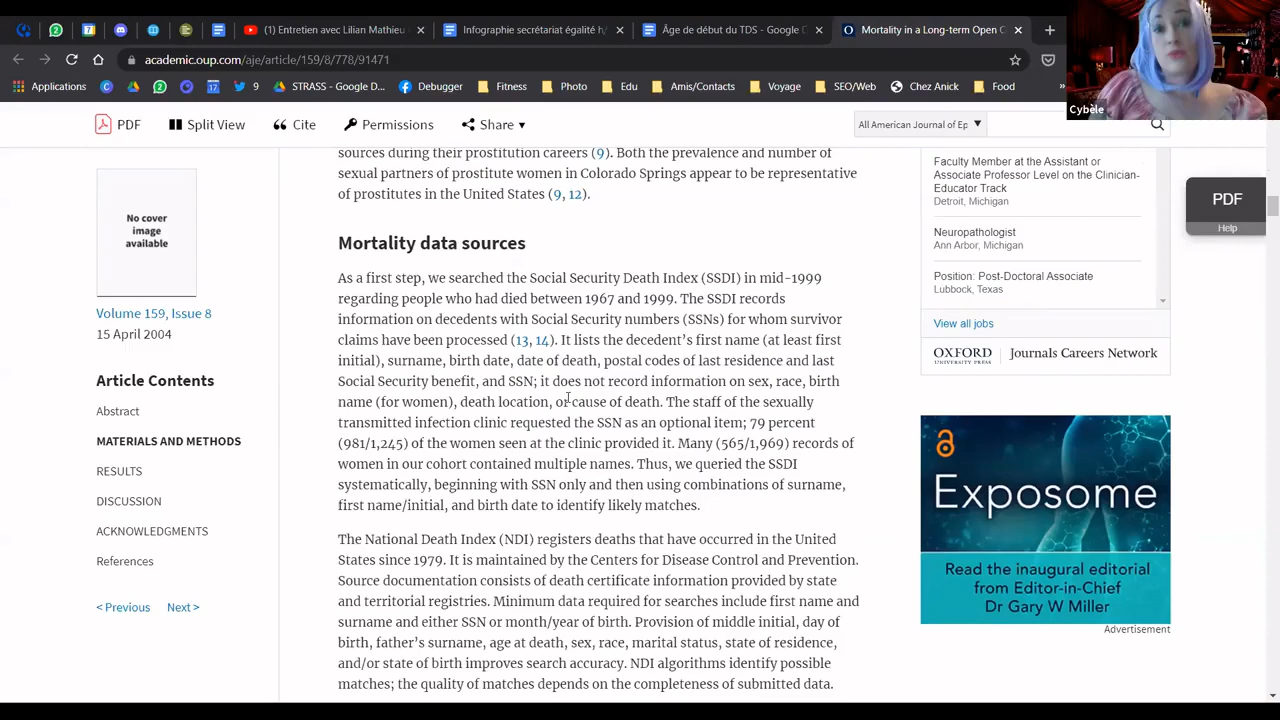 (1) Entretien avec Lilian Mathieu
Infographie secrétariat égalité h/
Âge de début du TDS - Google D
Mortality in a Long-term Open C
academic.oup.com/aje/article/159/8/778/91471
Applications
9
STRASS - Google D...
Debugger
Fitness
Photo
Edu
Amis/Contacts
Voyage
SEO/Web
Chez Anick
Food
»
Cybèle
PDF
Split View
Cite
Permissions
Share
All American Journal of Ep
No cover
image
available
Volume 159, Issue 8
15 April 2004
Article Contents
Abstract
MATERIALS AND METHODS
RESULTS
DISCUSSION
ACKNOWLEDGMENTS
References
< Previous Next >
sources during their prostitution careers (9). Both the prevalence and number of
sexual partners of prostitute women in Colorado Springs appear to be representative
of prostitutes in the United States (9, 12).
Mortality data sources
As a first step, we searched the Social Security Death Index (SSDI) in mid-1999
regarding people who had died between 1967 and 1999. The SSDI records
information on decedents with Social Security numbers (SSNs) for whom survivor
claims have been processed (13, 14). It lists the decedent's first name (at least first
initial), surname, birth date, date of death, postal codes of last residence and last
Social Security benefit, and SSN; it does not record information on sex, race, birth
name (for women), death location, or cause of death. The staff of the sexually
transmitted infection clinic requested the SSN as an optional item; 79 percent
(981/1,245) of the women seen at the clinic provided it. Many (565/1,969) records of
women in our cohort contained multiple names. Thus, we queried the SSDI
systematically, beginning with SSN only and then using combinations of surname,
first name/initial, and birth date to identify likely matches.
The National Death Index (NDI) registers deaths that have occurred in the United
States since 1979. It is maintained by the Centers for Disease Control and Prevention.
Source documentation consists of death certificate information provided by state
and territorial registries. Minimum data required for searches include first name and
surname and either SSN or month/year of birth. Provision of middle initial, day of
birth, father's surname, age at death, sex, race, marital status, state of residence,
and/or state of birth improves search accuracy. NDI algorithms identify possible
matches; the quality of matches depends on the completeness of submitted data.
Faculty Member at the Assistant or
Associate Professor Level on the Clinician-
Educator Track
Detroit, Michigan
Neuropathologist
Ann Arbor, Michigan
Position: Post-Doctoral Associate
Lubbock, Texas
View all jobs
OXFORD
UNIVERSITY PRESS
Journals Careers Network
PDF
Help
Exposome
Read the inaugural editorial
from Editor-in-Chief
Dr Gary W Miller
Advertisement